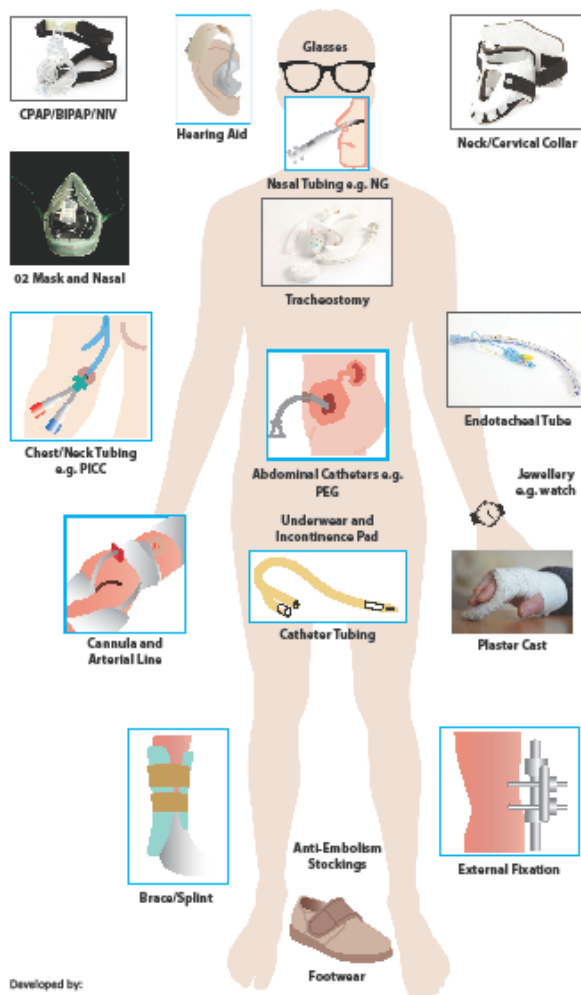 Glasses
CPAP/BIPAP/NIV
Hearing Aid
Neck/Cervical Collar
Nasal Tubing e.g. NG
02 Mask and Nasal
Tracheostomy
Chest/Neck Tubing
e.g. PICC
Abdominal Catheters e.g.
PEG
Endotacheal Tube
Jewellery
e.g. watch
Underwear and
Incontinence Pad
Cannula and
Arterial Line
Catheter Tubing
Plaster Cast
Brace/Splint
Anti-Embolism
Stockings
External Fixation
Footwear
Developed by: